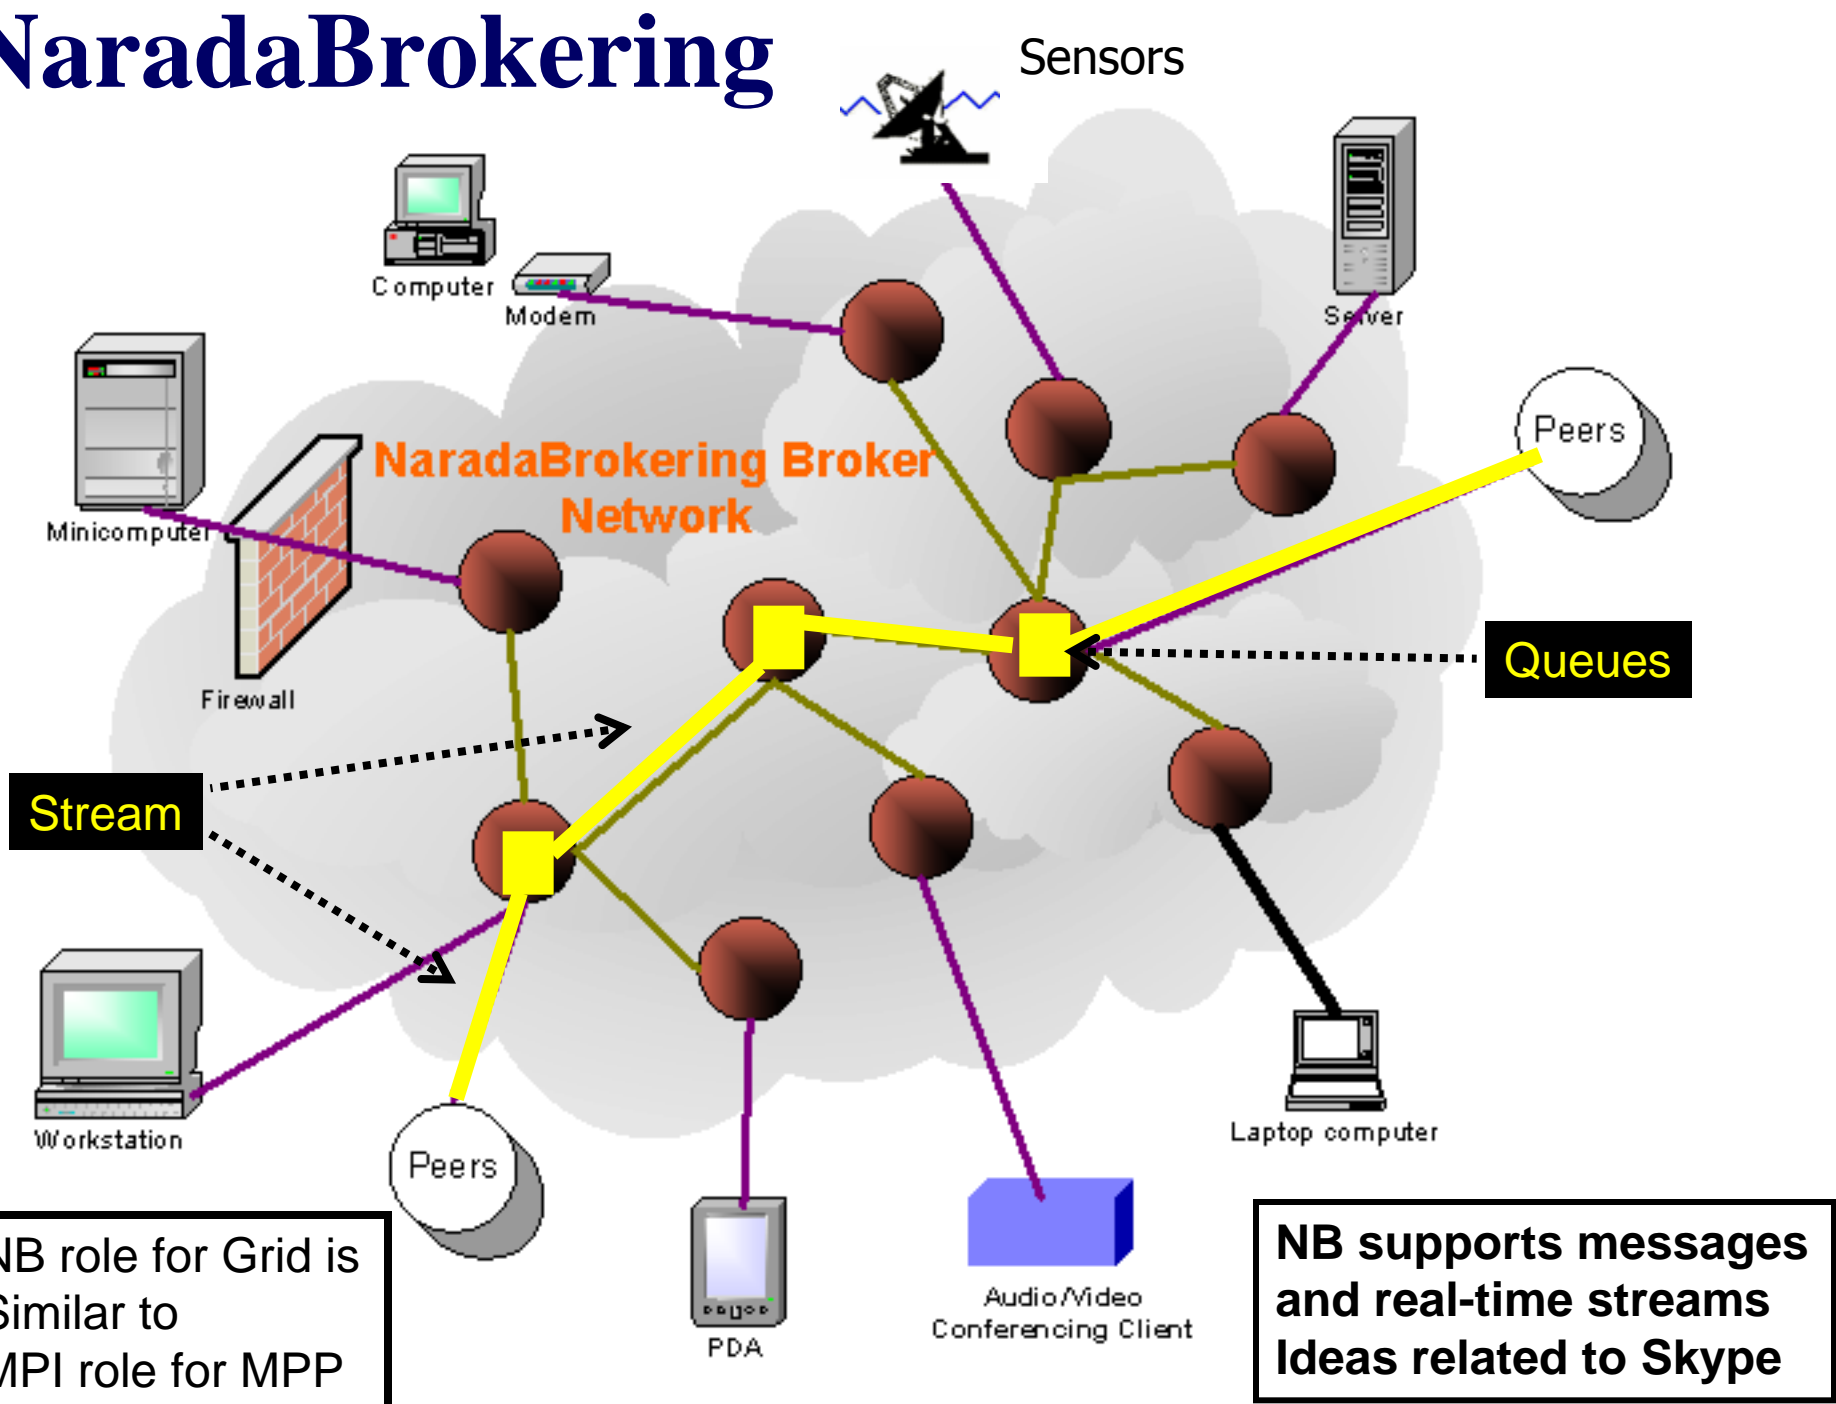 NaradaBrokering
Sensors
Computer
Modem
Server
Minicomputer
Peers
NaradaBrokering Broker
Network
Firewall
Queues
Stream
Workstation
Peers
Laptop computer
PDA
Audio/Video
Conferencing Client
NB role for Grid is
Similar to
MPI role for MPP
NB supports messages
and real-time streams
Ideas related to Skype